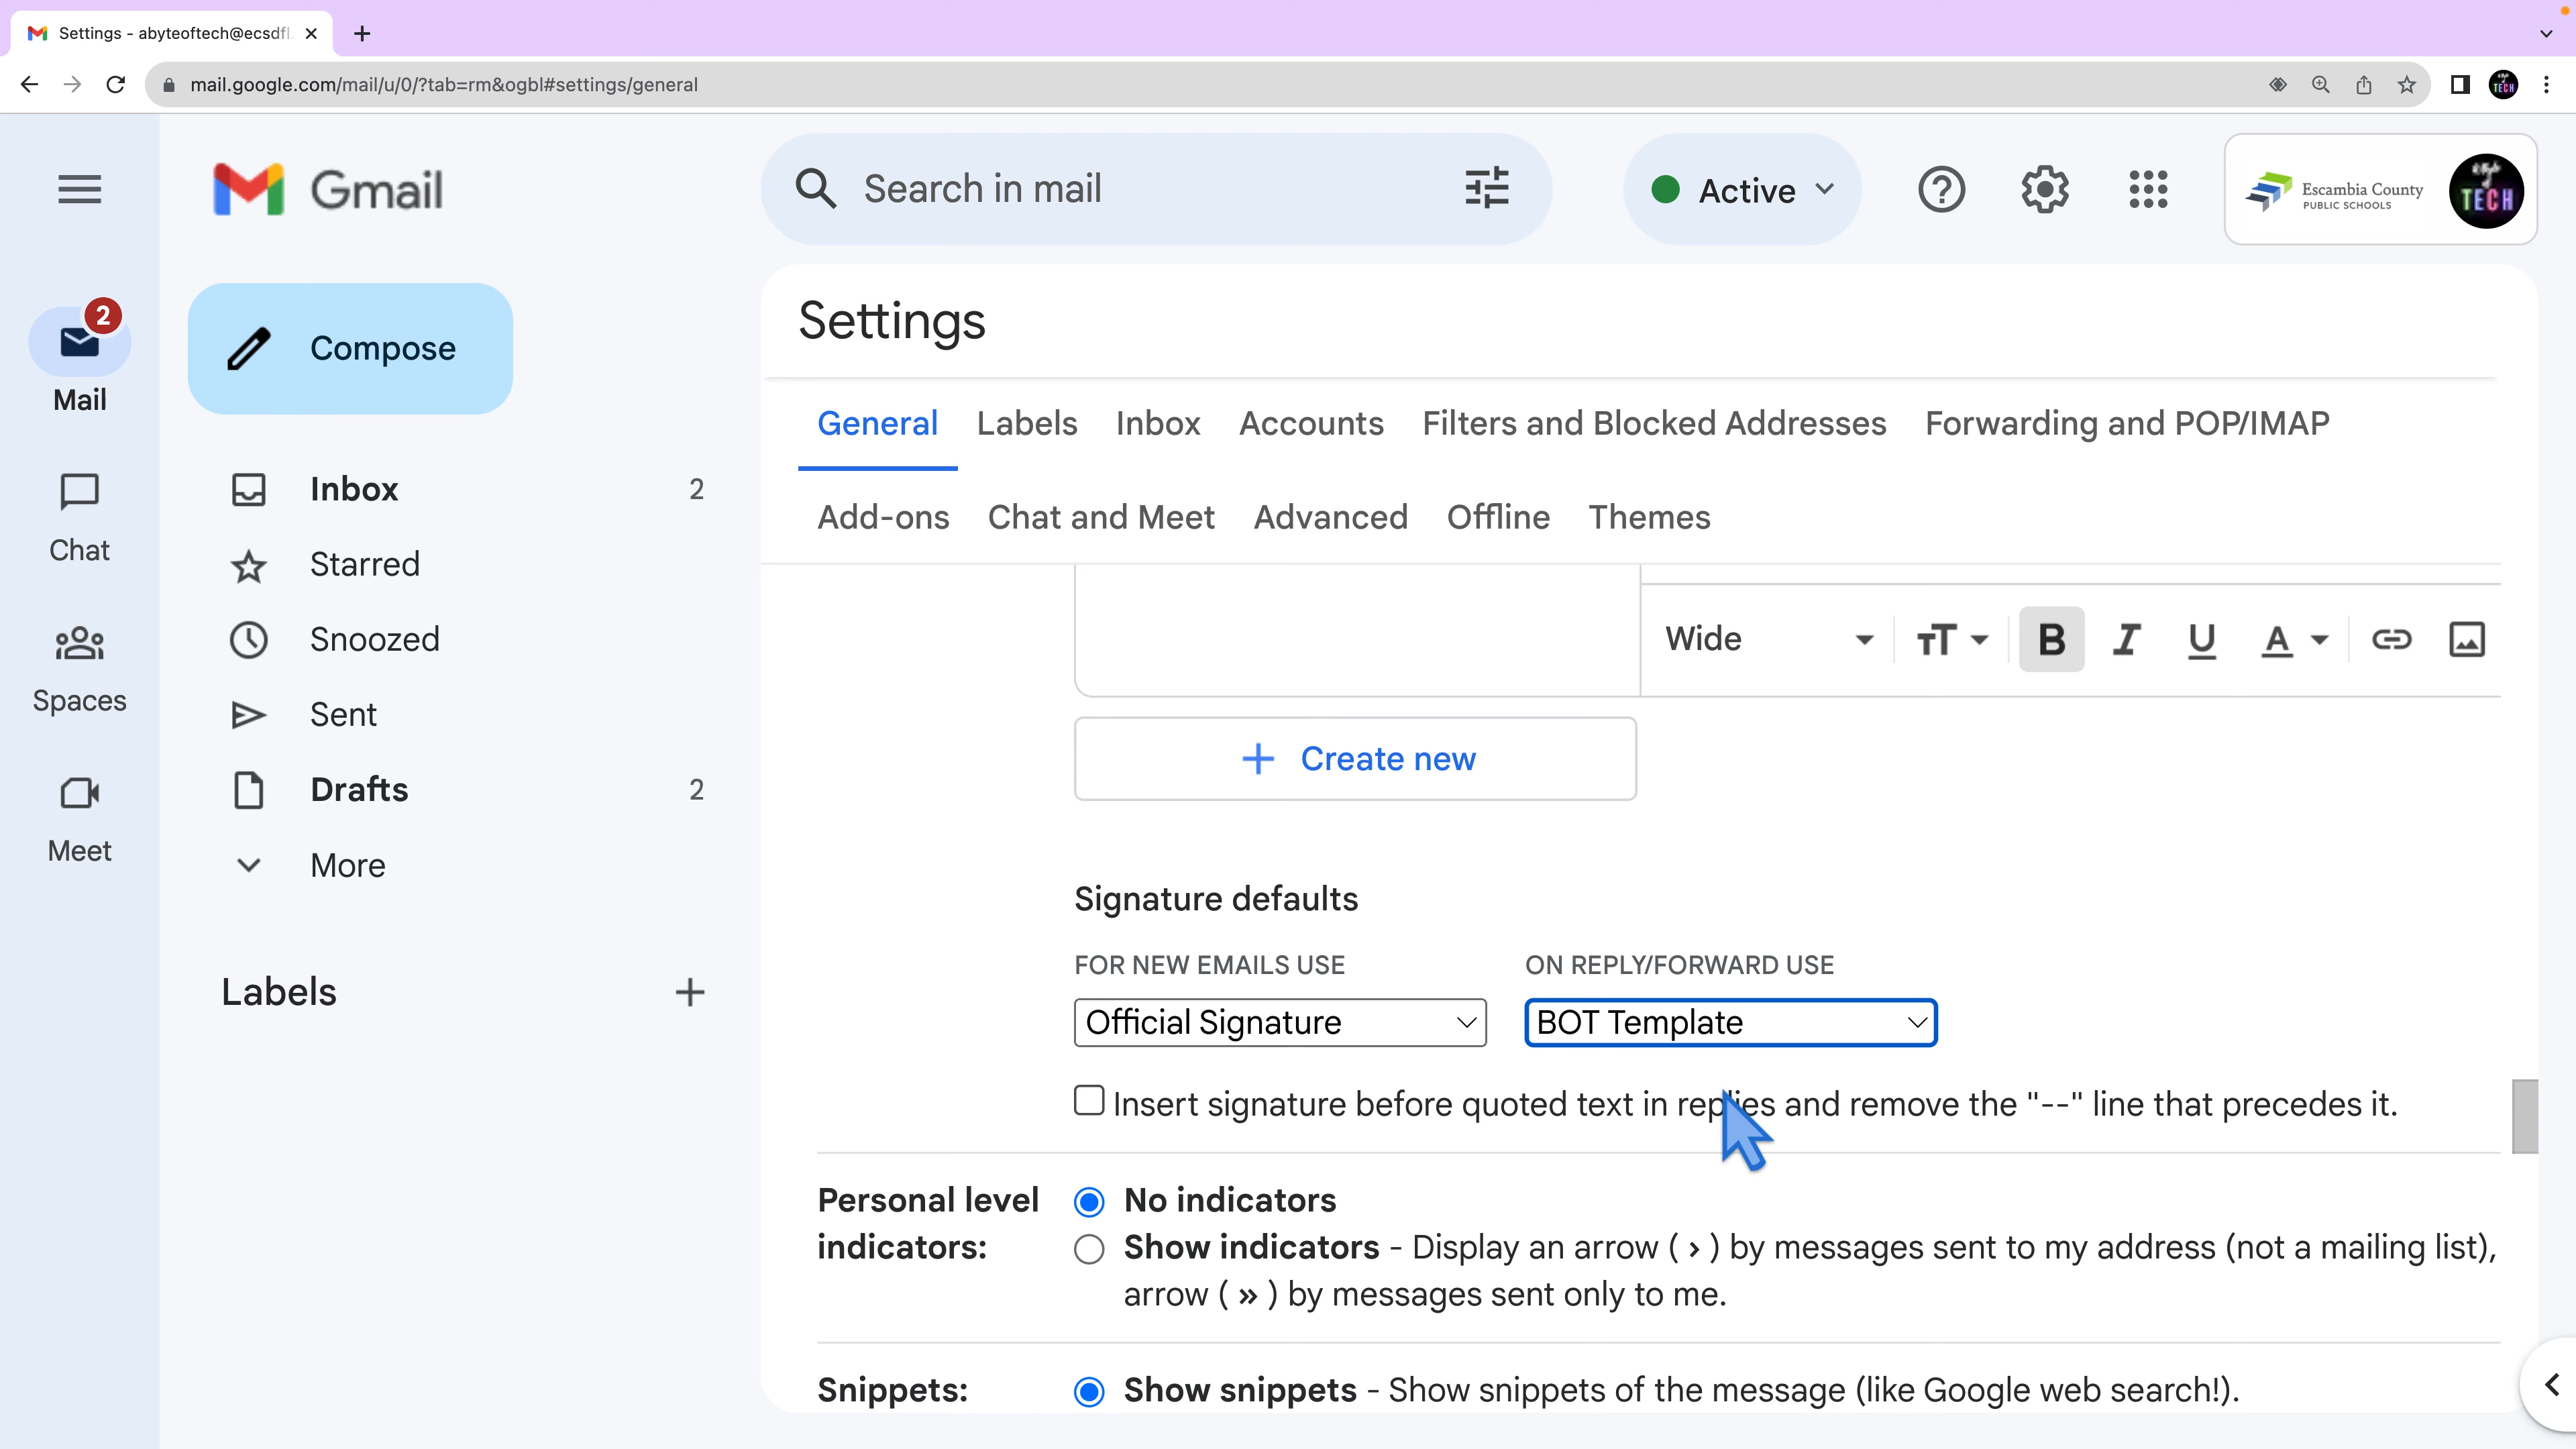 Settings - abyteoftech@ecsdfl.
mail.google.com/mail/u/0/?tab=rm&ogbl#settings/general
Gmail
Search in mail
Active
Escambia County
PUBLIC SCHOOLS
TECH
2
Mail
Chat
Spaces
Meet
Compose
Inbox 2
Starred
Snoozed
Sent
Drafts 2
More
Labels
Settings
General Labels Inbox Accounts Filters and Blocked Addresses Forwarding and POP/IMAP
Add-ons Chat and Meet Advanced Offline Themes
Wide
Create new
Signature defaults
FOR NEW EMAILS USE ON REPLY/FORWARD USE
Official Signature BOT Template
Insert signature before quoted text in replies and remove the "--" line that precedes it.
Personal level
indicators:
No indicators
Show indicators - Display an arrow ( › ) by messages sent to my address (not a mailing list),
arrow ( » ) by messages sent only to me.
Snippets:
Show snippets - Show snippets of the message (like Google web search!).